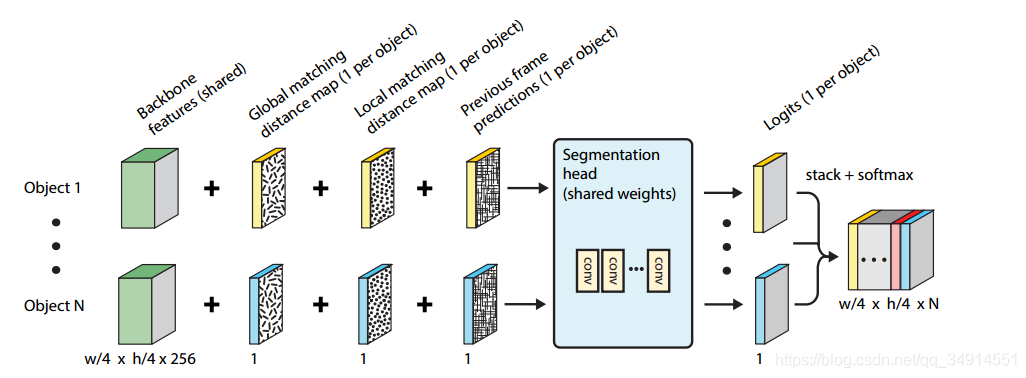 Backbone
features (shared)
Global matching
distance map (1 per object)
Local matching
distance map (1 per object)
Previous frame
predictions (1 per object)
Logits (1 per object)
Segmentation
head
(shared weights)
Object 1
+
+
+
stack + softmax
conv
conv
conv
Object N
+
+
+
w/4 x h/4 x N
w/4 x h/4 x 256
1
1
1
1
https://blog.csdn.net/qq_34914551